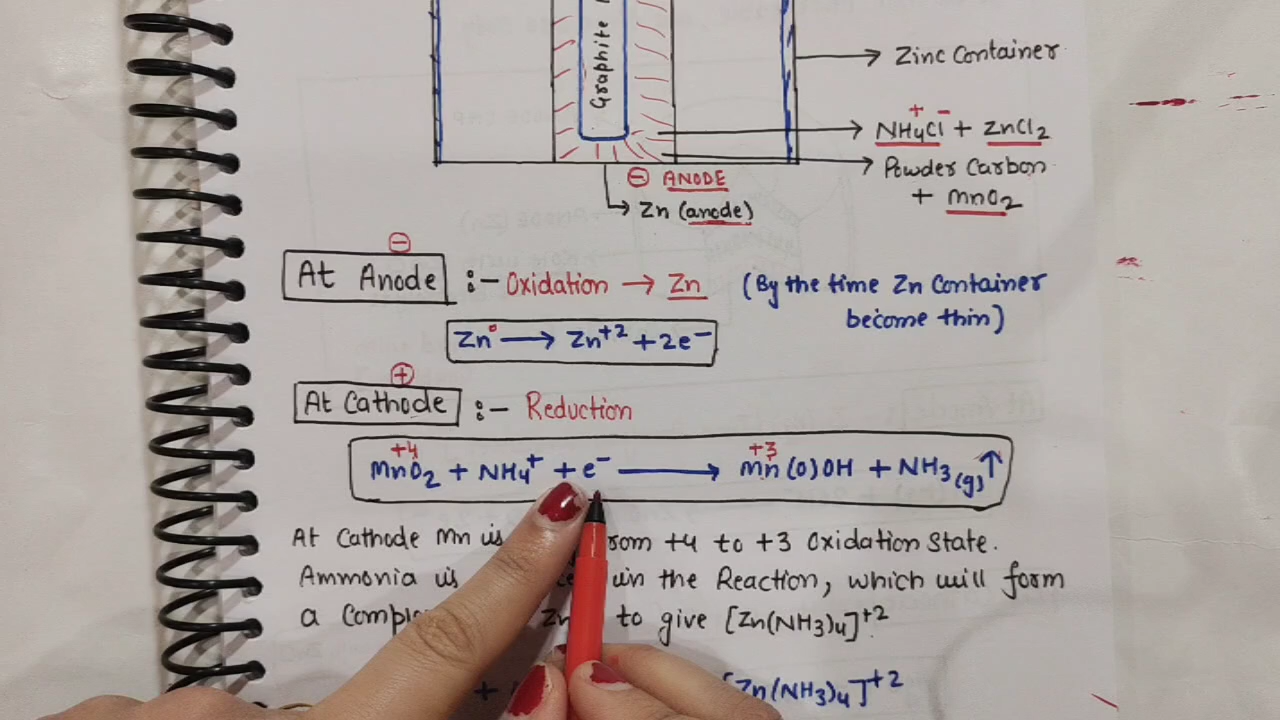 Graphite
Zinc Container
+ -
NH4Cl + ZnCl2
Powder Carbon
+ MnO2
⊖ ANODE
Zn (anode)
⊖
At Anode :- Oxidation → Zn (By the time Zn Container
become thin)
Zn° → Zn+2 + 2e-
⊕
At Cathode :- Reduction
+4 +3
MnO2 + NH4+ + e- → Mn(O)OH + NH3(g)↑
At Cathode Mn is from +4 to +3 Oxidation State.
Ammonia is in the Reaction, which will form
a to give [Zn(NH3)4]+2
+ [Zn(NH3)4]+2